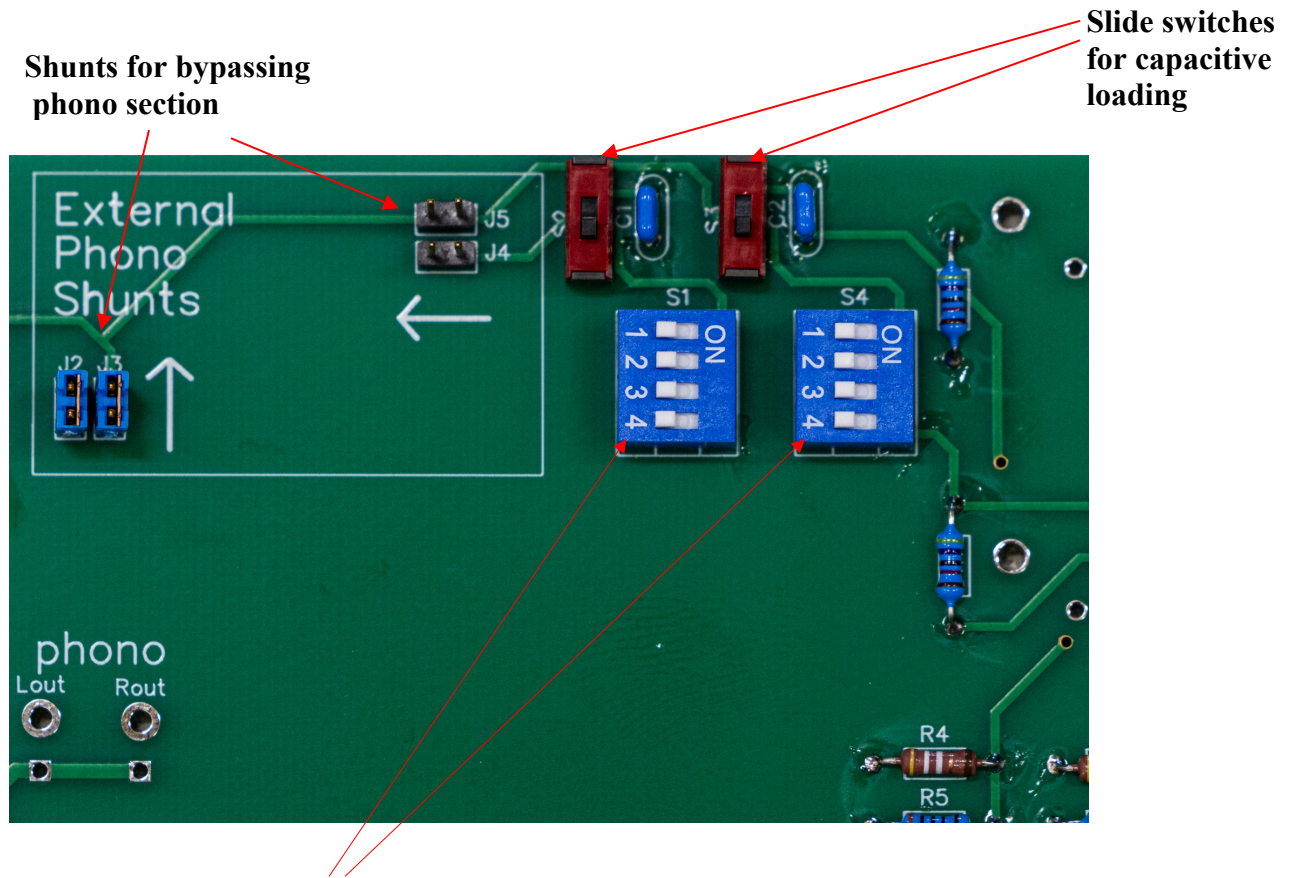 Slide switches
for capacitive
loading
Shunts for bypassing
phono section
External
Phono
Shunts
J5
J4
J2 J3
C1
S3
C2
S1
S4
1
2
3
4
ON
1
2
3
4
ON
phono
Lout
Rout
R4
R5